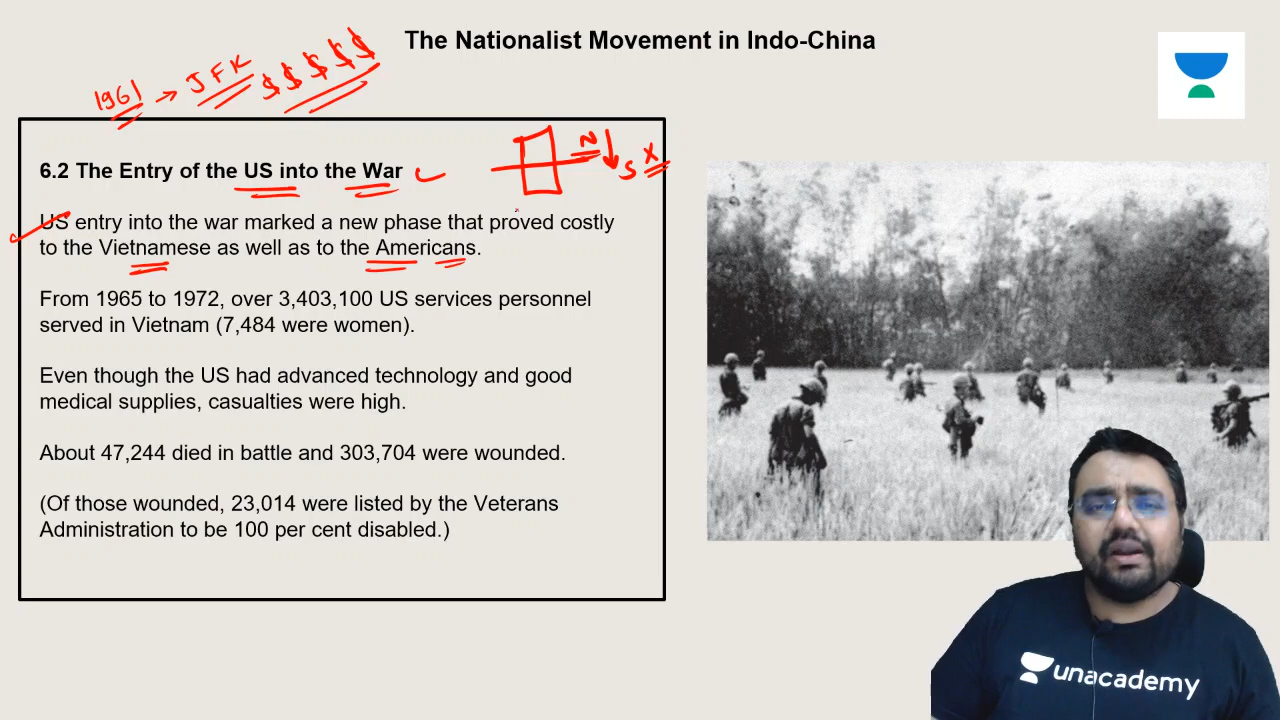 The Nationalist Movement in Indo-China
1961 → JFK $$$$$
6.2 The Entry of the US into the War
N
S X
US entry into the war marked a new phase that proved costly
to the Vietnamese as well as to the Americans.
From 1965 to 1972, over 3,403,100 US services personnel
served in Vietnam (7,484 were women).
Even though the US had advanced technology and good
medical supplies, casualties were high.
About 47,244 died in battle and 303,704 were wounded.
(Of those wounded, 23,014 were listed by the Veterans
Administration to be 100 per cent disabled.)
unacademy